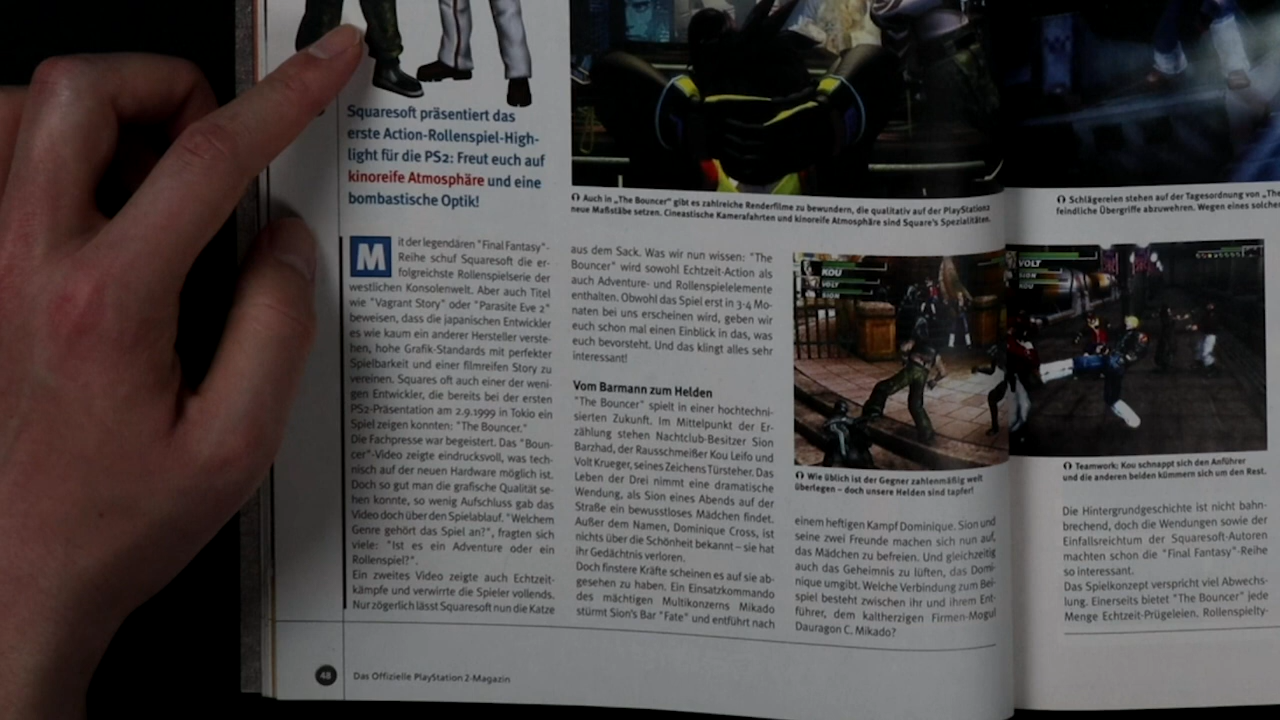 Squaresoft präsentiert das
erste Action-Rollenspiel-High-
light für die PS2: Freut euch auf
kinoreife Atmosphäre und eine
bombastische Optik!
Mit der legendären "Final Fantasy"-
Reihe schuf Squaresoft die er-
folgreichste Rollenspielserie der
westlichen Konsolenwelt. Aber auch Titel
wie "Vagrant Story" oder "Parasite Eve 2"
beweisen, dass die japanischen Entwickler
es wie kaum ein anderer Hersteller verste-
hen, hohe Grafik-Standards mit perfekter
Spielbarkeit und einer filmreifen Story zu
vereinen. Squares oft auch einer der weni-
gen Entwickler, die bereits bei der ersten
PS2-Präsentation am 2.9.1999 in Tokio ein
Spiel zeigen konnten: "The Bouncer."
Die Fachpresse war begeistert. Das "Boun-
cer"-Video zeigte eindrucksvoll, was tech-
nisch auf der neuen Hardware möglich ist.
Doch so gut man die grafische Qualität se-
hen konnte, so wenig Aufschluss gab das
Video doch über den Spielablauf. "Welchem
Genre gehört das Spiel an?", fragten sich
viele: "Ist es ein Adventure oder ein
Rollenspiel?".
Ein zweites Video zeigte auch Echtzeit-
kämpfe und verwirrte die Spieler vollends.
Nur zögerlich lässt Squaresoft nun die Katze
aus dem Sack. Was wir nun wissen: "The
Bouncer" wird sowohl Echtzeit-Action als
auch Adventure- und Rollenspielelemente
enthalten. Obwohl das Spiel erst in 3-4 Mo-
naten bei uns erscheinen wird, geben wir
euch schon mal einen Einblick in das, was
euch bevorsteht. Und das klingt alles sehr
interessant!
Vom Barmann zum Helden
"The Bouncer" spielt in einer hochtechni-
sierten Zukunft. Im Mittelpunkt der Er-
zählung stehen Nachtclub-Besitzer Sion
Barzhad, der Rausschmeißer Kou Leifo und
Volt Krueger, seines Zeichens Türsteher. Das
Leben der Drei nimmt eine dramatische
Wendung, als Sion eines Abends auf der
Straße ein bewusstloses Mädchen findet.
Außer dem Namen, Dominique Cross, ist
nichts über die Schönheit bekannt – sie hat
ihr Gedächtnis verloren.
Doch finstere Kräfte scheinen es auf sie ab-
gesehen zu haben. Ein Einsatzkommando
des mächtigen Multikonzerns Mikado
stürmt Sion's Bar "Fate" und entführt nach
Auch in „The Bouncer" gibt es zahlreiche Renderfilme zu bewundern, die qualitativ auf der PlayStation2
neue Maßstäbe setzen. Cineastische Kamerafahrten und kinoreife Atmosphäre sind Square's Spezialitäten.
KOU
VOLT
SION
Wie üblich ist der Gegner zahlenmäßig weit
überlegen – doch unsere Helden sind tapfer!
einem heftigen Kampf Dominique. Sion und
seine zwei Freunde machen sich nun auf,
das Mädchen zu befreien. Und gleichzeitig
auch das Geheimnis zu lüften, das Domi-
nique umgibt. Welche Verbindung zum Bei-
spiel besteht zwischen ihr und ihrem Ent-
führer, dem kaltherzigen Firmen-Mogul
Dauragon C. Mikado?
Schlägereien stehen auf der Tagesordnung von „The
feindliche Übergriffe abzuwehren. Wegen eines solchen
VOLT
SION
KOU
Teamwork: Kou schnappt sich den Anführer
und die anderen beiden kümmern sich um den Rest.
Die Hintergrundgeschichte ist nicht bahn-
brechend, doch die Wendungen sowie der
Einfallsreichtum der Squaresoft-Autoren
machten schon die "Final Fantasy"-Reihe
so interessant.
Das Spielkonzept verspricht viel Abwechs-
lung. Einerseits bietet "The Bouncer" jede
Menge Echtzeit-Prügeleien. Rollenspielty-
48
Das Offizielle PlayStation 2-Magazin